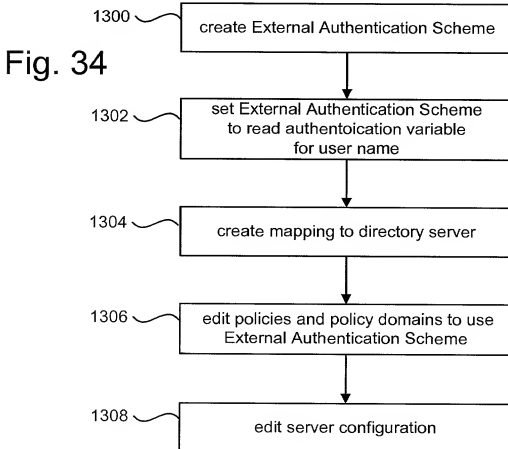 1300
create External Authentication Scheme
Fig. 34
1302
set External Authentication Scheme
to read authentoication variable
for user name
1304
create mapping to directory server
1306
edit policies and policy domains to use
External Authentication Scheme
1308
edit server configuration